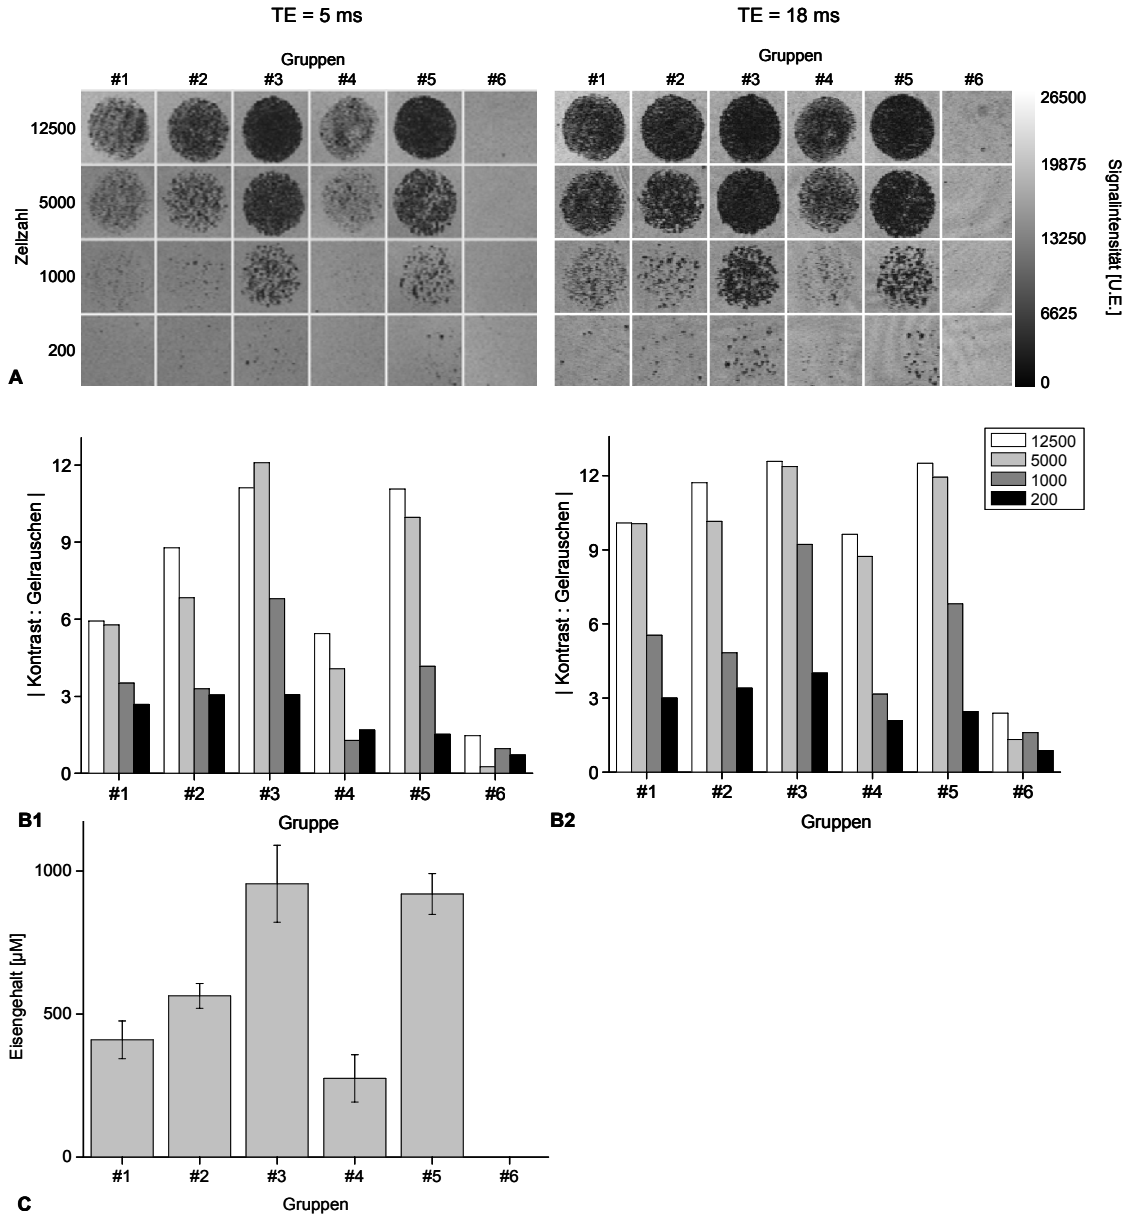 TE = 5 ms
TE = 18 ms
Gruppen
Gruppen
#1 #2 #3 #4 #5 #6
#1 #2 #3 #4 #5 #6
Zellzahl
12500
5000
1000
200
26500
19875
13250
6625
0
Signalintensität [U.E.]
A
| Kontrast : Gelrauschen |
12
9
6
3
0
#1 #2 #3 #4 #5 #6
B1
Gruppe
| Kontrast : Gelrauschen |
12
9
6
3
0
12500
5000
1000
200
#1 #2 #3 #4 #5 #6
B2
Gruppen
Eisengehalt [µM]
1000
500
0
#1 #2 #3 #4 #5 #6
C
Gruppen